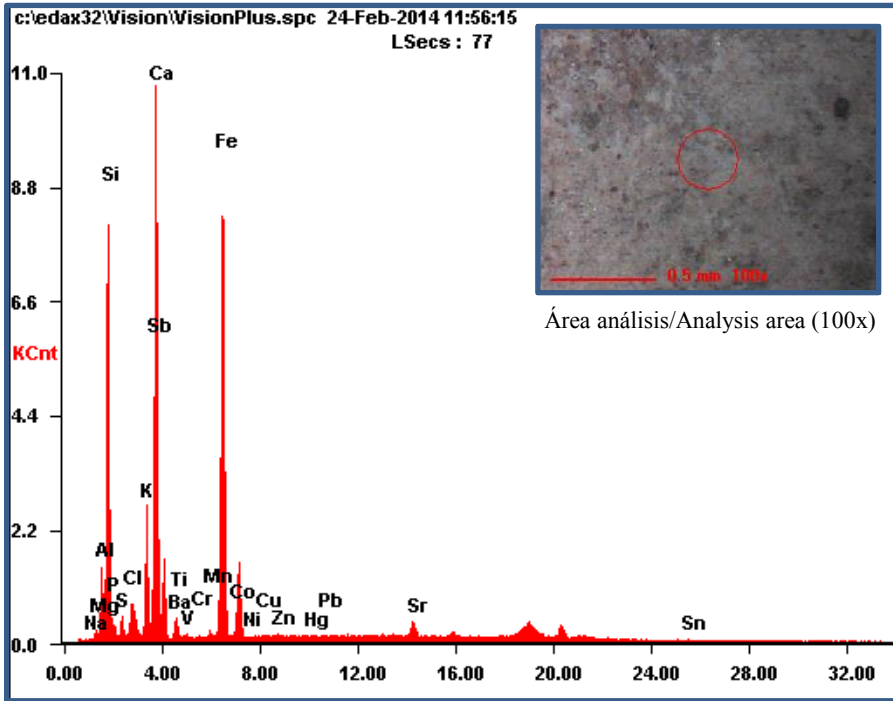 c:\edax32\Vision\VisionPlus.spc 24-Feb-2014 11:56:15
LSecs : 77
11.0
8.8
6.6
KCnt
4.4
2.2
0.0
Ca
Fe
Si
Sb
K
Al
P
Cl
S
Mg
Na
Ti
Ba
V
Cr
Mn
Co
Ni
Cu
Zn
Hg
Pb
Sr
Sn
0.00 4.00 8.00 12.00 16.00 20.00 24.00 28.00 32.00
0.5 mm 100x
Área análisis/Analysis area (100x)